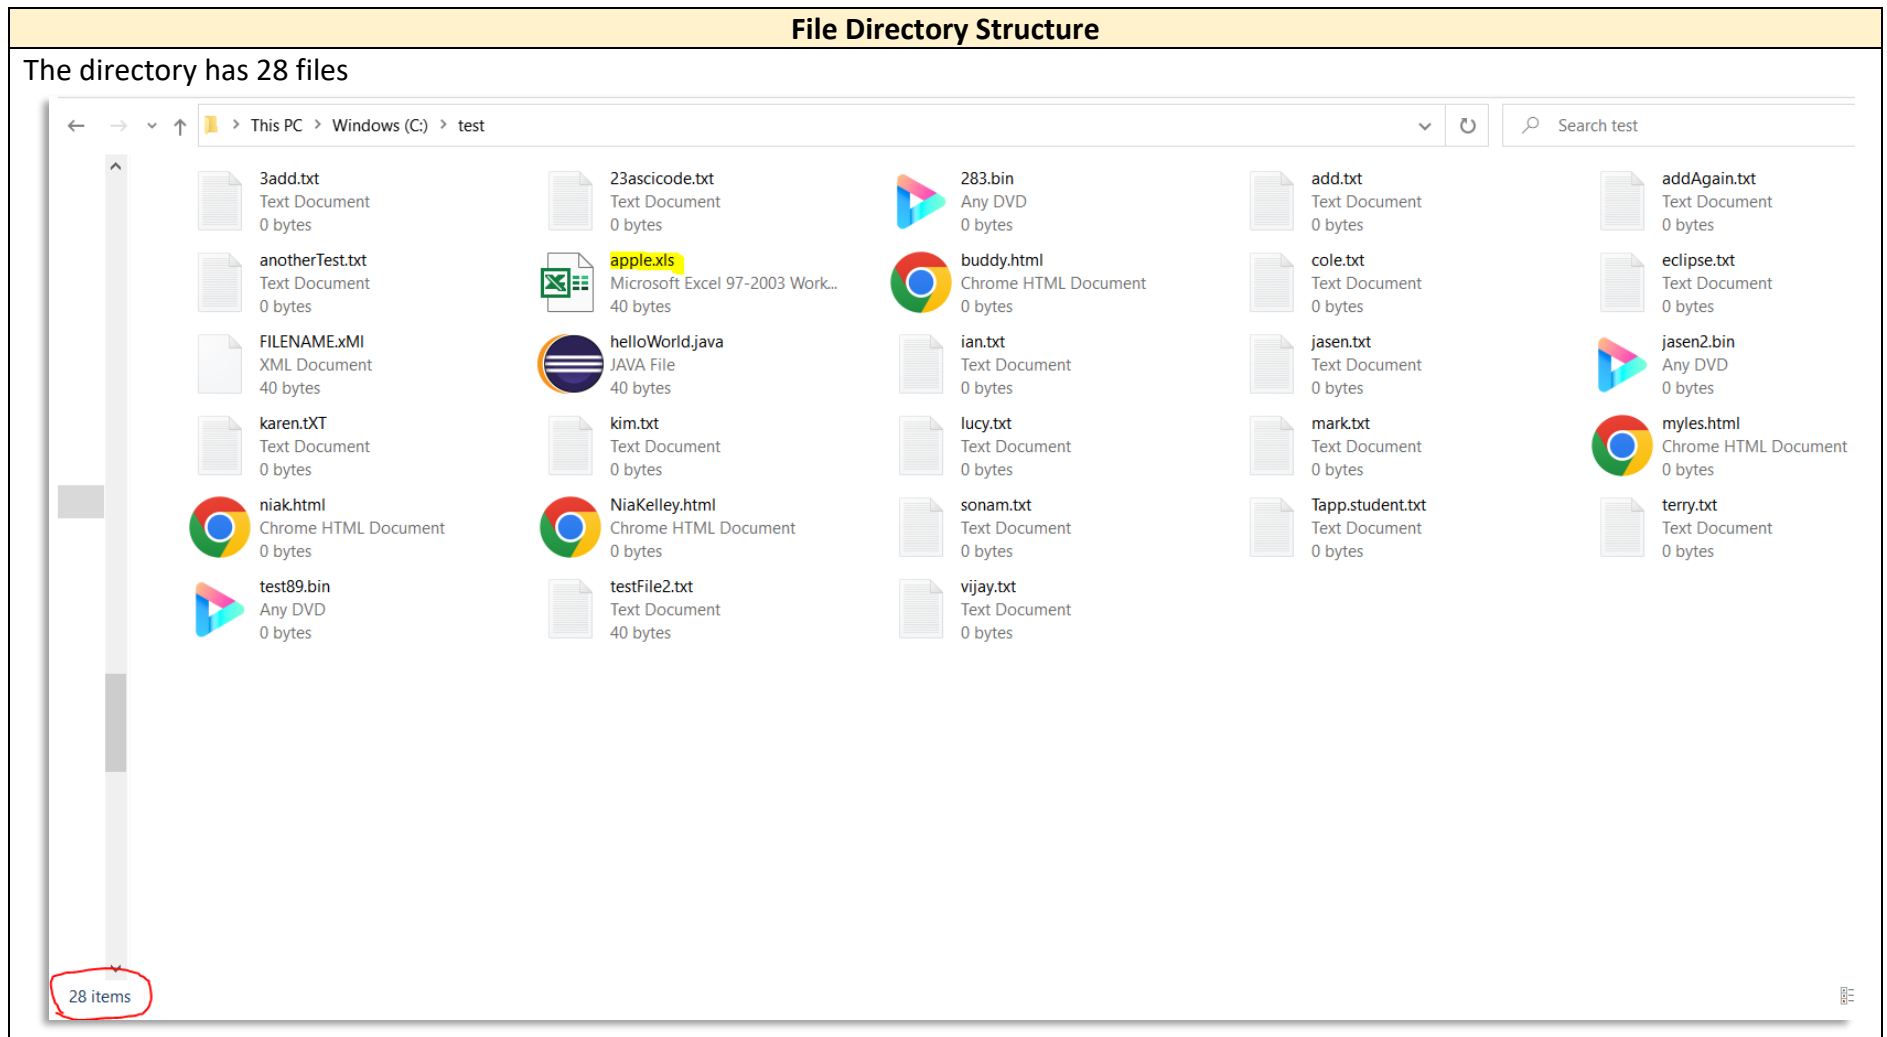 File Directory Structure
The directory has 28 files
This PC > Windows (C:) > test
Search test
3add.txt
Text Document
0 bytes
23ascicode.txt
Text Document
0 bytes
283.bin
Any DVD
0 bytes
add.txt
Text Document
0 bytes
addAgain.txt
Text Document
0 bytes
anotherTest.txt
Text Document
0 bytes
apple.xls
Microsoft Excel 97-2003 Work...
40 bytes
buddy.html
Chrome HTML Document
0 bytes
cole.txt
Text Document
0 bytes
eclipse.txt
Text Document
0 bytes
FILENAME.xMl
XML Document
40 bytes
helloWorld.java
JAVA File
40 bytes
ian.txt
Text Document
0 bytes
jasen.txt
Text Document
0 bytes
jasen2.bin
Any DVD
0 bytes
karen.tXT
Text Document
0 bytes
kim.txt
Text Document
0 bytes
lucy.txt
Text Document
0 bytes
mark.txt
Text Document
0 bytes
myles.html
Chrome HTML Document
0 bytes
niak.html
Chrome HTML Document
0 bytes
NiaKelley.html
Chrome HTML Document
0 bytes
sonam.txt
Text Document
0 bytes
Tapp.student.txt
Text Document
0 bytes
terry.txt
Text Document
0 bytes
test89.bin
Any DVD
0 bytes
testFile2.txt
Text Document
40 bytes
vijay.txt
Text Document
0 bytes
28 items